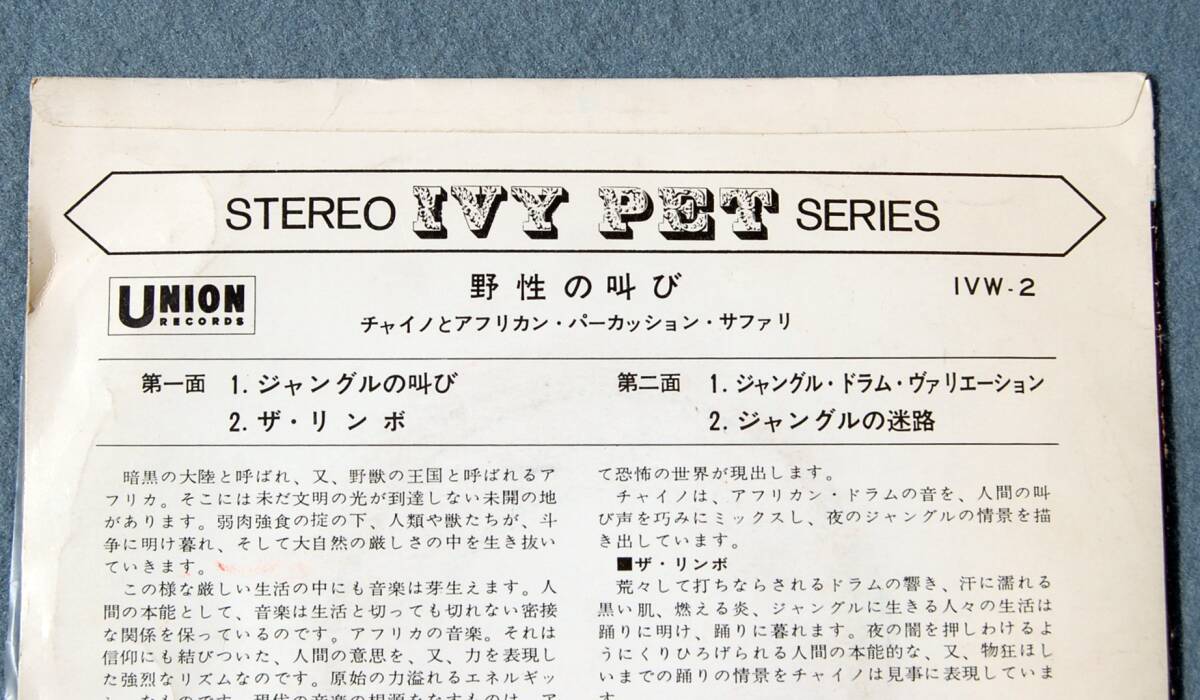 STEREO IVY PET SERIES
UNION RECORDS
野性の叫び
IVW-2
チャイノとアフリカン・パーカッション・サファリ
第一面 1. ジャングルの叫び
2. ザ・リンボ
第二面 1. ジャングル・ドラム・ヴァリエーション
2. ジャングルの迷路
暗黒の大陸と呼ばれ、又、野獣の王国と呼ばれるア
フリカ。そこには未だ文明の光が到達しない未開の地
があります。弱肉強食の掟の下、人類や獣たちが、斗
争に明け暮れ、そして大自然の厳しさの中を生き抜い
ていきます。
この様な厳しい生活の中にも音楽は芽生えます。人
間の本能として、音楽は生活と切っても切れない密接
な関係を保っているのです。アフリカの音楽。それは
信仰にも結びついた、人間の意思を、又、力を表現し
た強烈なリズムなのです。原始の力溢れるエネルギッ
シュなものです。現代の音楽の根源をなすものは、ア
て恐怖の世界が現出します。
チャイノは、アフリカン・ドラムの音を、人間の叫
び声を巧みにミックスし、夜のジャングルの情景を描
き出しています。
■ザ・リンボ
荒々して打ちならされるドラムの響き、汗に濡れる
黒い肌、燃える炎、ジャングルに生きる人々の生活は
踊りに明け、踊りに暮れます。夜の闇を押しわけるよ
うにくりひろげられる人間の本能的な、又、物狂ほし
いまでの踊りの情景をチャイノは見事に表現していま
す。